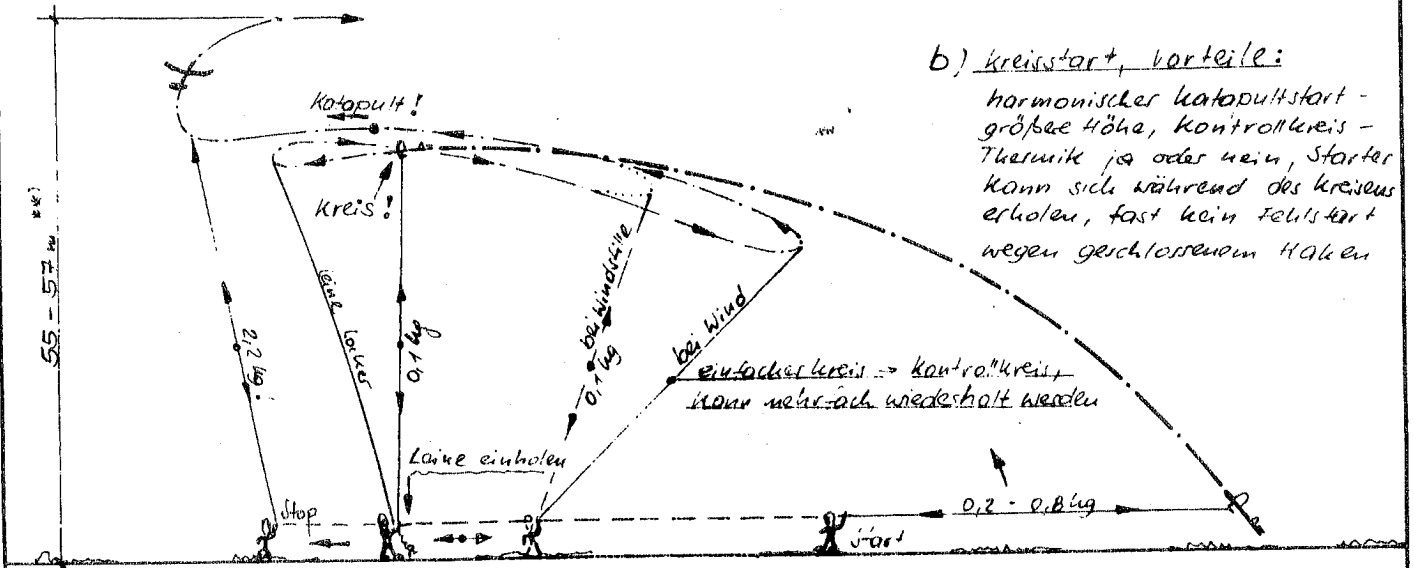 b) Kreisstart, Vorteile:
harmonischer Katapultstart -
größere Höhe, Kontrollkreis -
Thermik ja oder nein, Starter
kann sich während des Kreisens
erholen, fast kein Fehlstart
wegen geschlossenem Haken
Katapult!
Kreis!
55 - 57 m **)
2,2 kg!
Leine locker
0,1 kg
bei Windstille
0,1 kg
bei Wind
einfacher Kreis = Kontrollkreis,
kann mehrfach wiederholt werden
Leine einholen
Stop
Start
0,2 - 0,8 kg